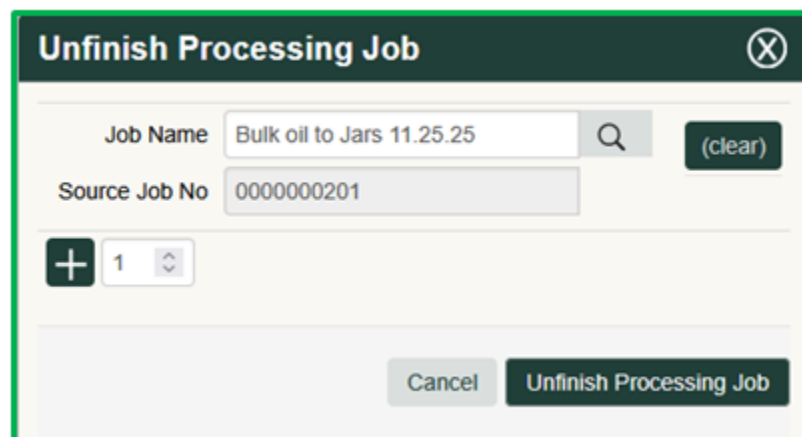 Unfinish Processing Job
Job Name Bulk oil to Jars 11.25.25 (clear)
Source Job No 0000000201
1
Cancel Unfinish Processing Job